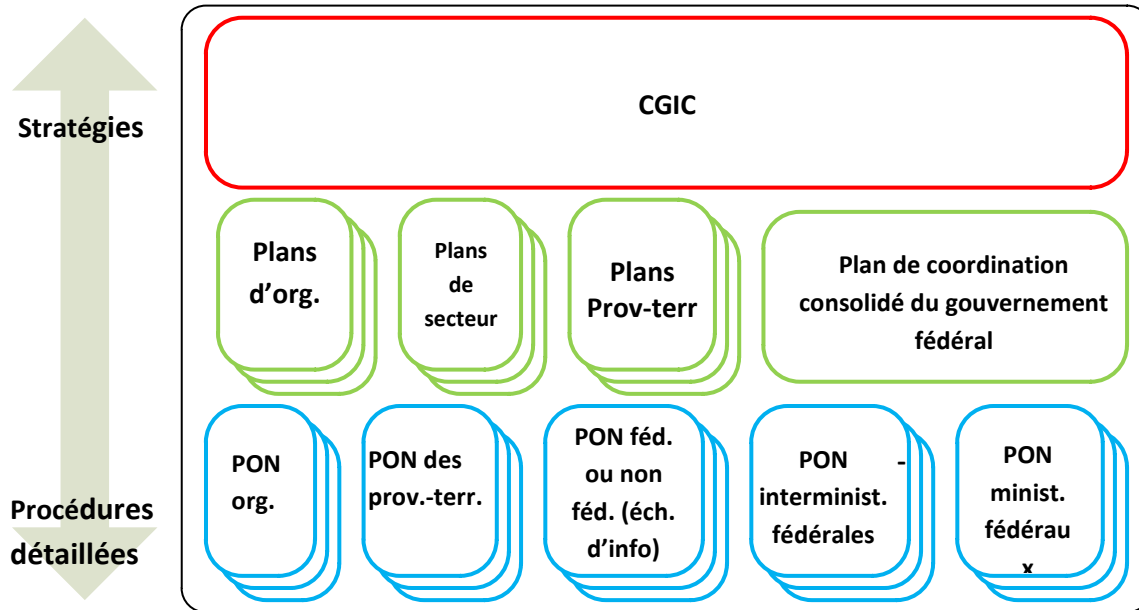 CGIC
Stratégies
Plans
d’org.
Plans
de
secteur
Plans
Prov-terr
Plan de coordination
consolidé du gouvernement
fédéral
PON
org.
PON des
prov.-terr.
PON féd.
ou non
féd. (éch.
d’info)
PON -
interminist.
fédérales
PON
minist.
fédérau
x
Procédures
détaillées